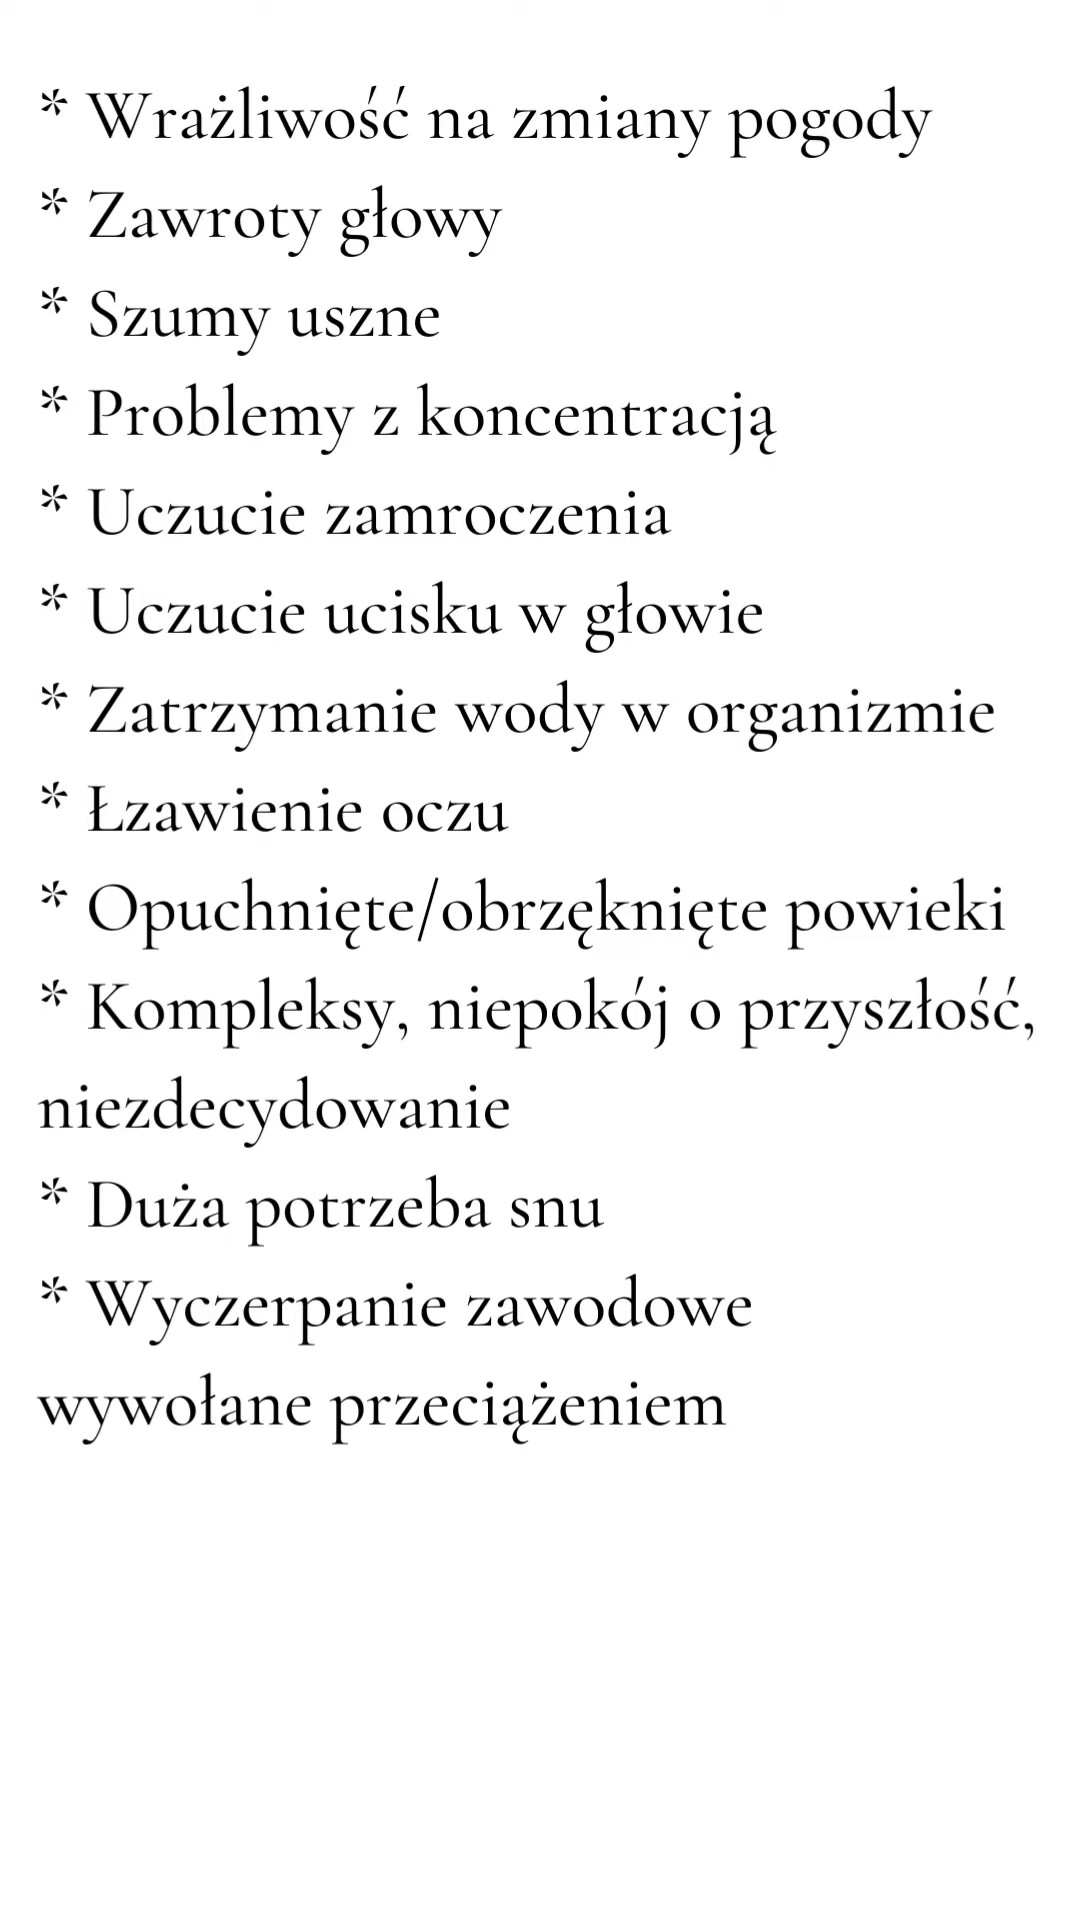 * Wrażliwość na zmiany pogody
* Zawroty głowy
* Szumy uszne
* Problemy z koncentracją
* Uczucie zamroczenia
* Uczucie ucisku w głowie
* Zatrzymanie wody w organizmie
* Łzawienie oczu
* Opuchnięte/obrzęknięte powieki
* Kompleksy, niepokój o przyszłość,
niezdecydowanie
* Duża potrzeba snu
* Wyczerpanie zawodowe
wywołane przeciążeniem